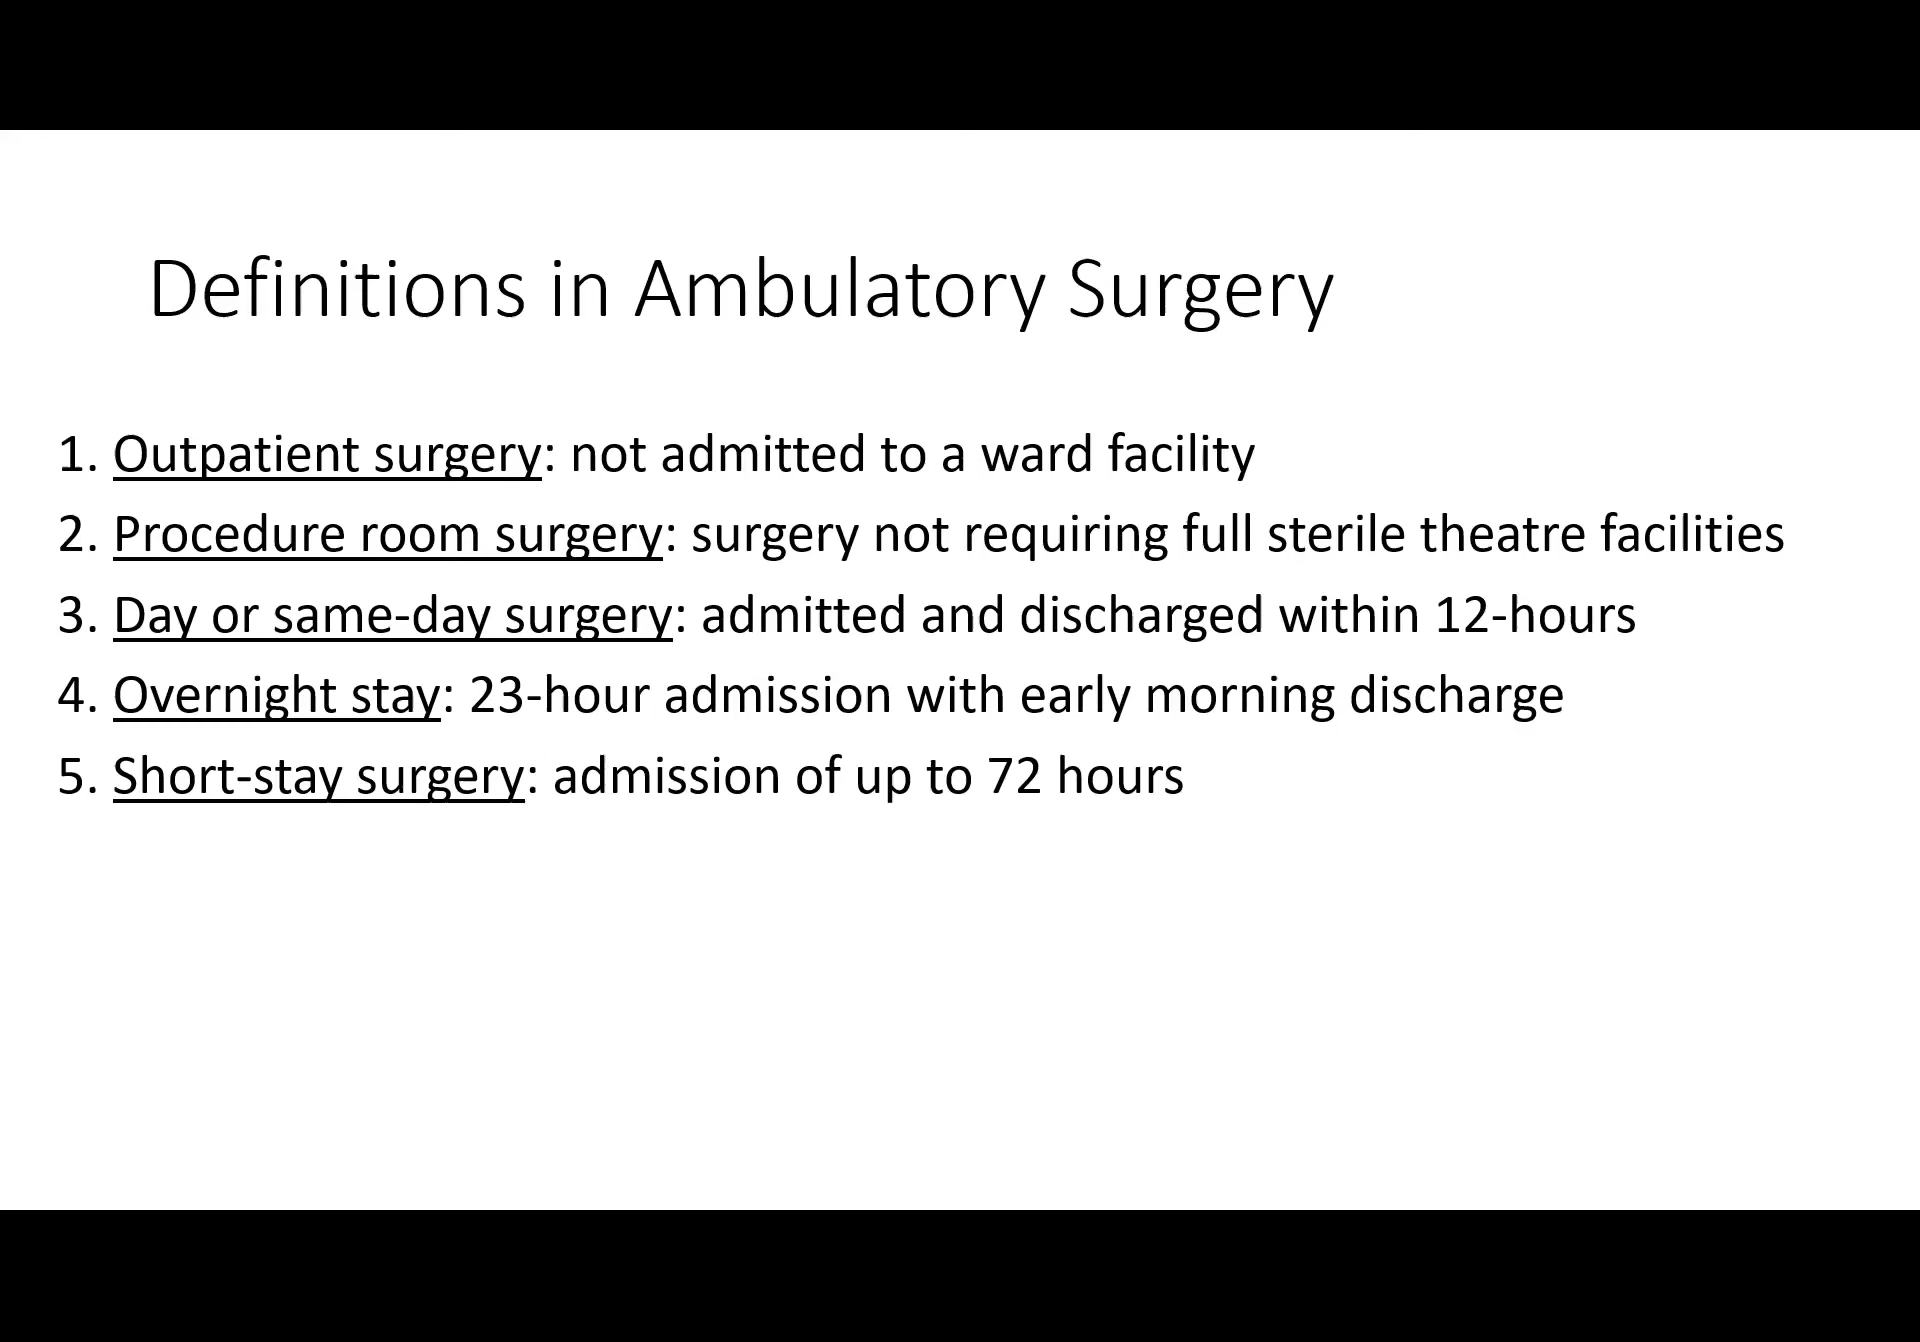 Definitions in Ambulatory Surgery
1. Outpatient surgery: not admitted to a ward facility
2. Procedure room surgery: surgery not requiring full sterile theatre facilities
3. Day or same-day surgery: admitted and discharged within 12-hours
4. Overnight stay: 23-hour admission with early morning discharge
5. Short-stay surgery: admission of up to 72 hours